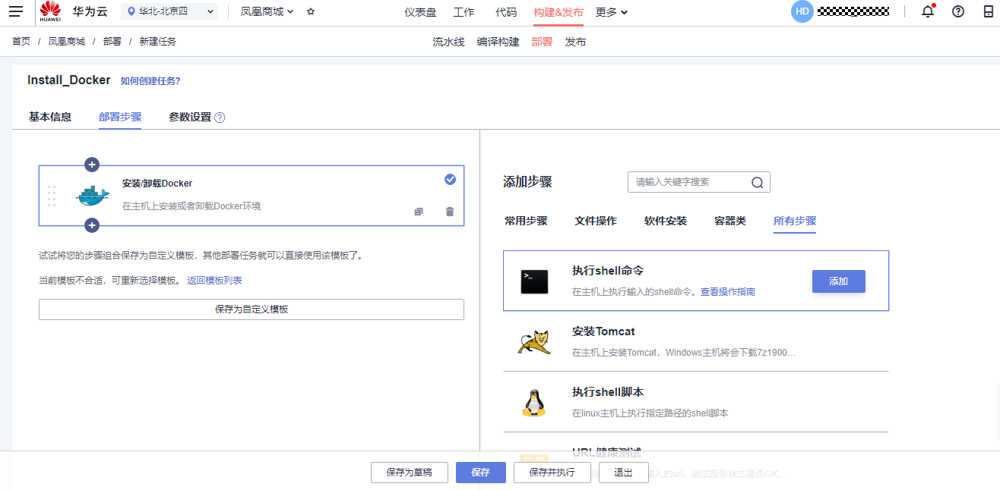 HUAWEI 华为云 华北-北京四 凤凰商城 仪表盘 工作 代码 构建&发布 更多 HD
首页 / 凤凰商城 / 部署 / 新建任务 流水线 编译构建 部署 发布
Install_Docker 如何创建任务?
基本信息 部署步骤 参数设置 ?
安装/卸载Docker
在主机上安装或者卸载Docker环境
试试将您的步骤组合保存为自定义模板，其他部署任务就可以直接使用该模板了。
当前模板不合适，可重新选择模板。 返回模板列表
保存为自定义模板
添加步骤 请输入关键字搜索
常用步骤 文件操作 软件安装 容器类 所有步骤
执行shell命令
在主机上执行输入的shell命令。查看操作指南
添加
安装Tomcat
在主机上安装Tomcat，Windows主机将会下载7z1900...
执行shell脚本
在linux主机上执行指定路径的shell脚本
URL健康测试
输入的url，测试服务状态是否OK,...
保存为草稿 保存 保存并执行 退出